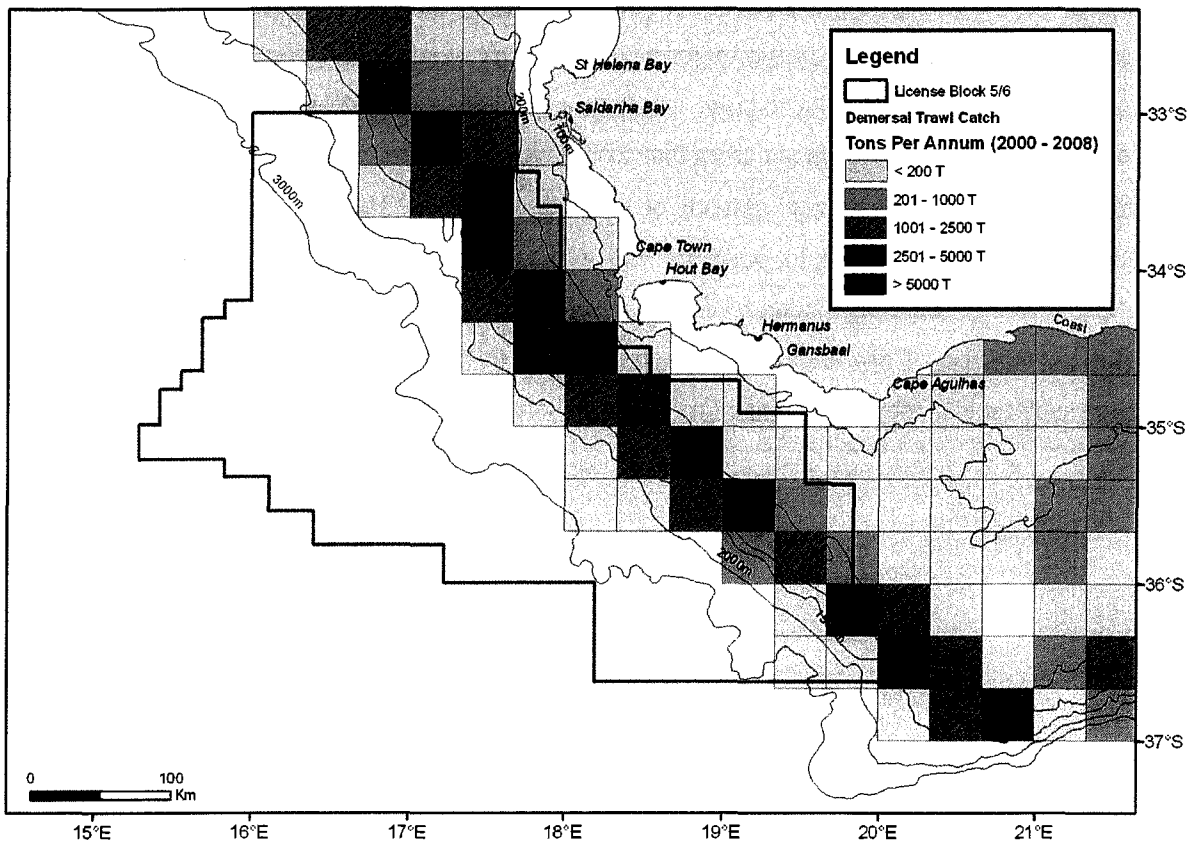 Legend
License Block 5/6
Demersal Trawl Catch
Tons Per Annum (2000 - 2008)
< 200 T
201 - 1000 T
1001 - 2500 T
2501 - 5000 T
> 5000 T
St Helena Bay
Saldanha Bay
200m
100m
3000m
Cape Town
Hout Bay
Hermanus
Gansbaai
Cape Agulhas
Coast
2000m
33°S
34°S
35°S
36°S
37°S
0 100
Km
15°E 16°E 17°E 18°E 19°E 20°E 21°E